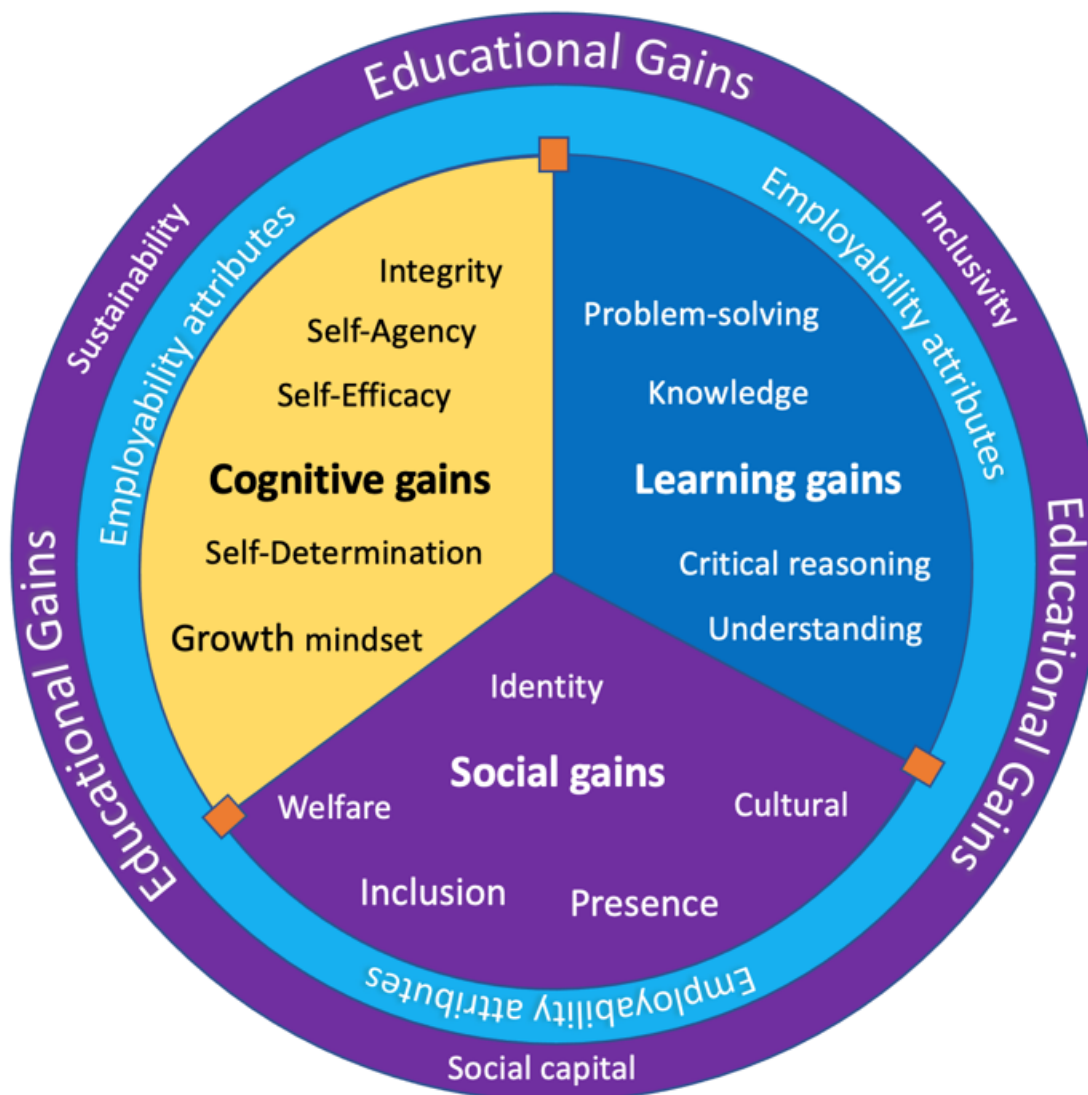 Educational Gains
Sustainability
Inclusivity
Educational Gains
Educational Gains
Social capital
Employability attributes
Employability attributes
Employability attributes
Integrity
Self-Agency
Self-Efficacy
Cognitive gains
Self-Determination
Growth mindset
Problem-solving
Knowledge
Learning gains
Critical reasoning
Understanding
Identity
Social gains
Welfare
Cultural
Inclusion
Presence